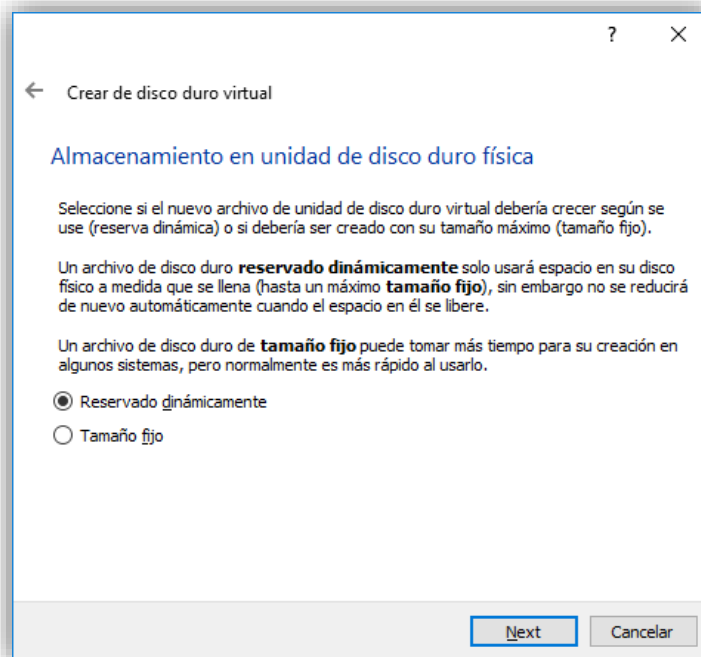 ?
Crear de disco duro virtual
Almacenamiento en unidad de disco duro física
Seleccione si el nuevo archivo de unidad de disco duro virtual debería crecer según se
use (reserva dinámica) o si debería ser creado con su tamaño máximo (tamaño fijo).
Un archivo de disco duro reservado dinámicamente solo usará espacio en su disco
físico a medida que se llena (hasta un máximo tamaño fijo), sin embargo no se reducirá
de nuevo automáticamente cuando el espacio en él se libere.
Un archivo de disco duro de tamaño fijo puede tomar más tiempo para su creación en
algunos sistemas, pero normalmente es más rápido al usarlo.
Reservado dinámicamente
Tamaño fijo
Next Cancelar